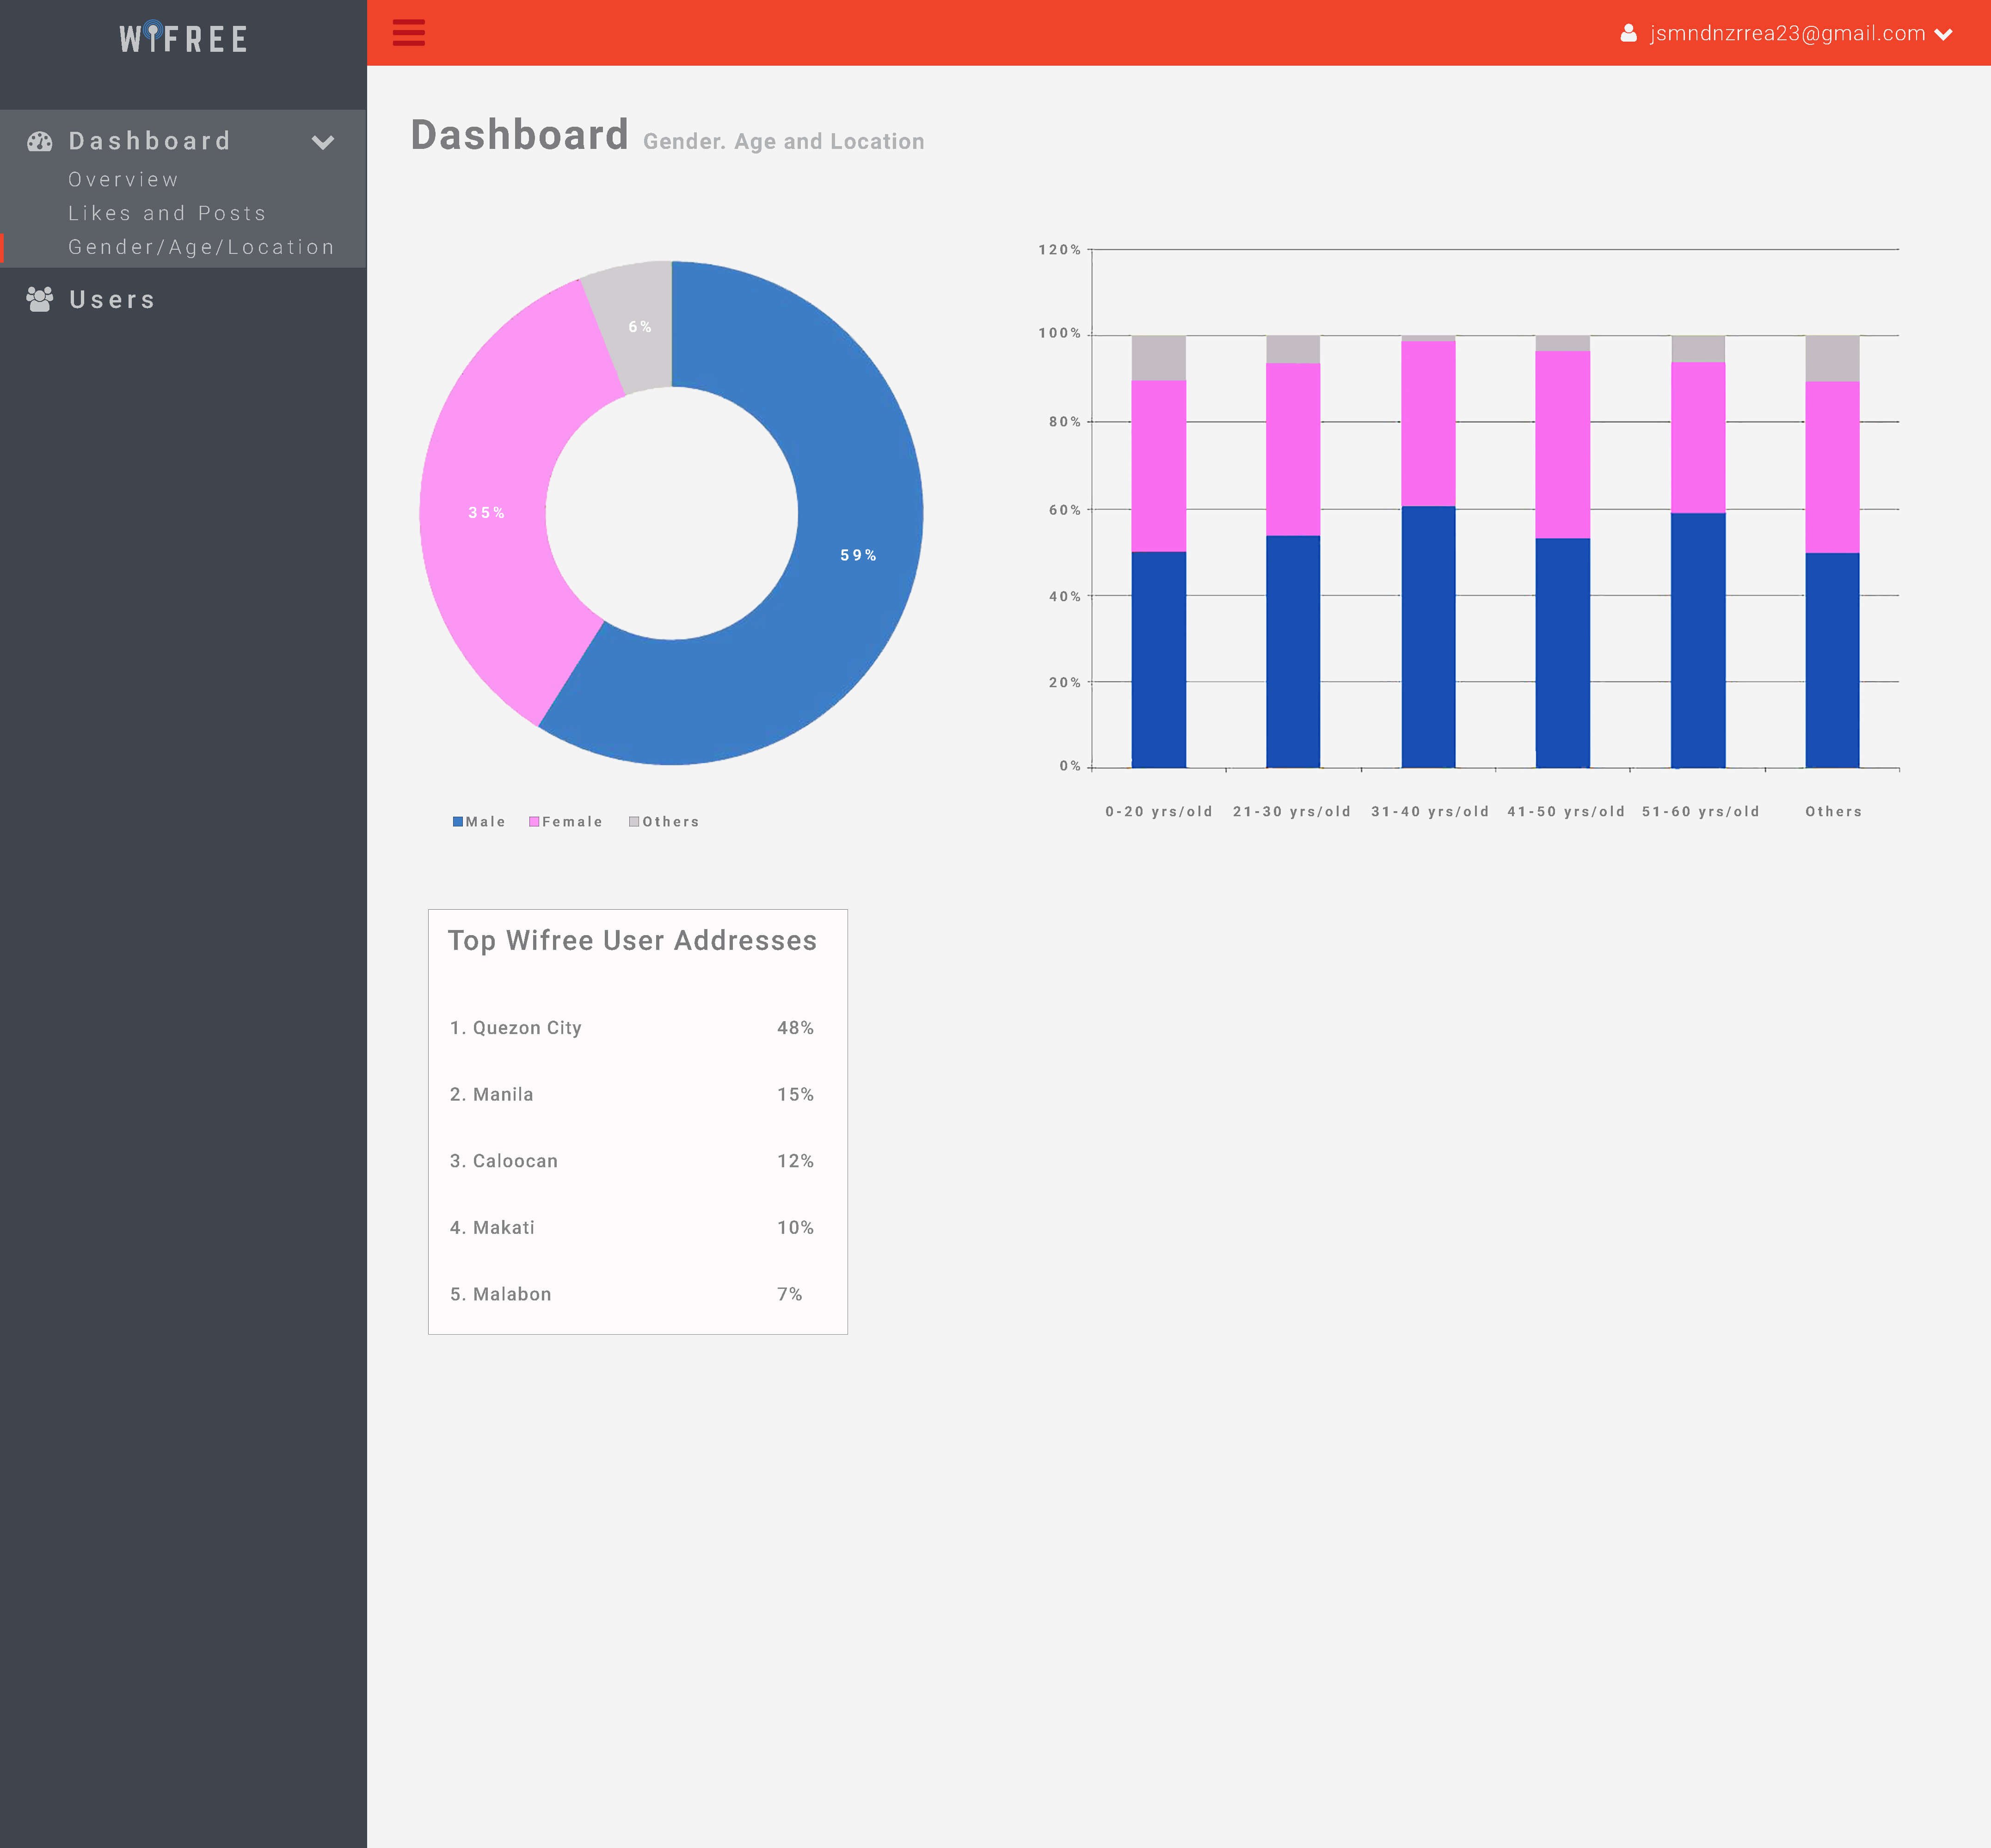 WIFREE
jsmndnzrrea23@gmail.com
Dashboard
Overview
Likes and Posts
Gender/Age/Location
Users
Dashboard Gender. Age and Location
6%
35%
59%
Male Female Others
120%
100%
80%
60%
40%
20%
0%
0-20 yrs/old 21-30 yrs/old 31-40 yrs/old 41-50 yrs/old 51-60 yrs/old Others
Top Wifree User Addresses
1. Quezon City 48%
2. Manila 15%
3. Caloocan 12%
4. Makati 10%
5. Malabon 7%